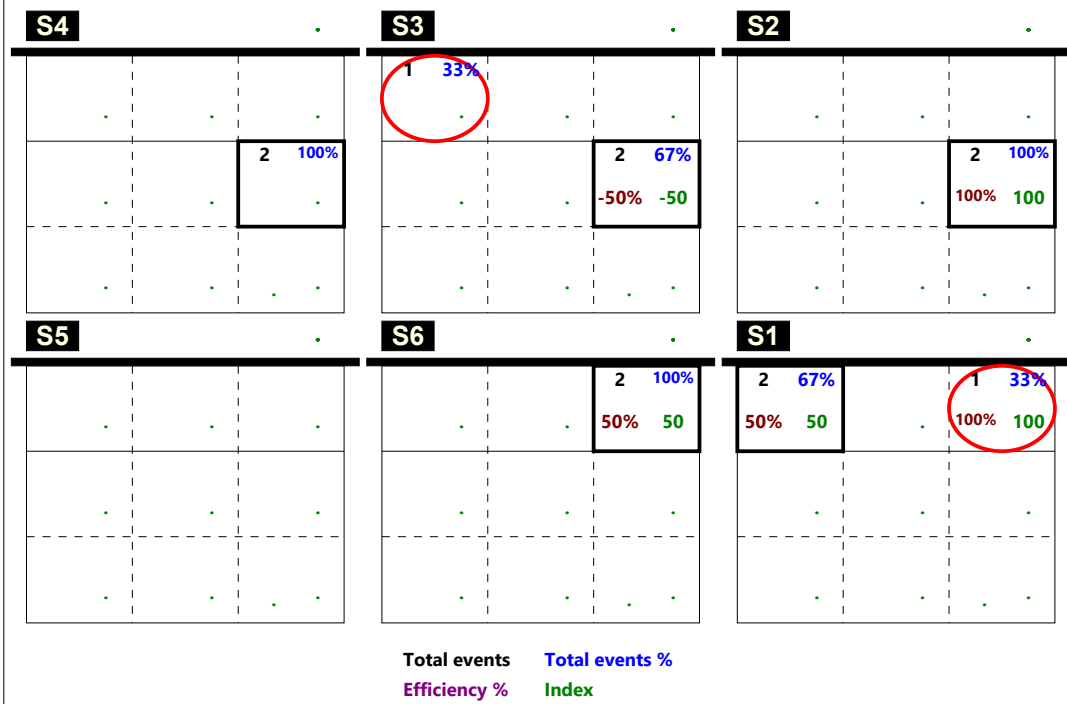 S4 S3 S2
1 33%
2 100% 2 67% 2 100%
-50% -50 100% 100
S5 S6 S1
2 100% 2 67% 1 33%
50% 50 50% 50 100% 100
Total events Total events %
Efficiency % Index